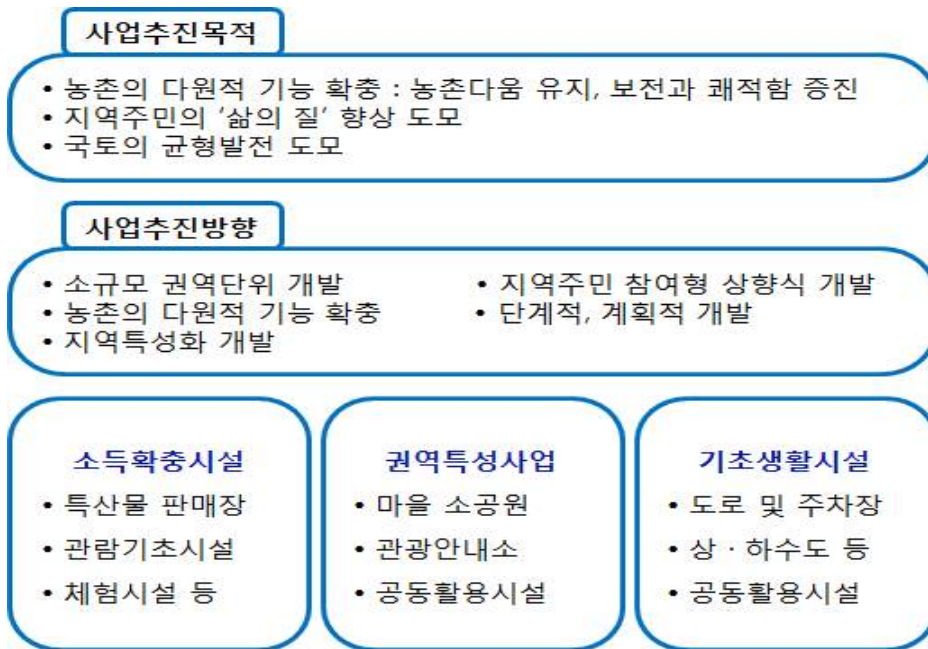 사업추진목적
• 농촌의 다원적 기능 확충 : 농촌다움 유지, 보전과 쾌적함 증진
• 지역주민의 '삶의 질' 향상 도모
• 국토의 균형발전 도모
사업추진방향
• 소규모 권역단위 개발
• 농촌의 다원적 기능 확충
• 지역특성화 개발
• 지역주민 참여형 상향식 개발
• 단계적, 계획적 개발
소득확충시설
• 특산물 판매장
• 관람기초시설
• 체험시설 등
권역특성사업
• 마을 소공원
• 관광안내소
• 공동활용시설
기초생활시설
• 도로 및 주차장
• 상 · 하수도 등
• 공동활용시설